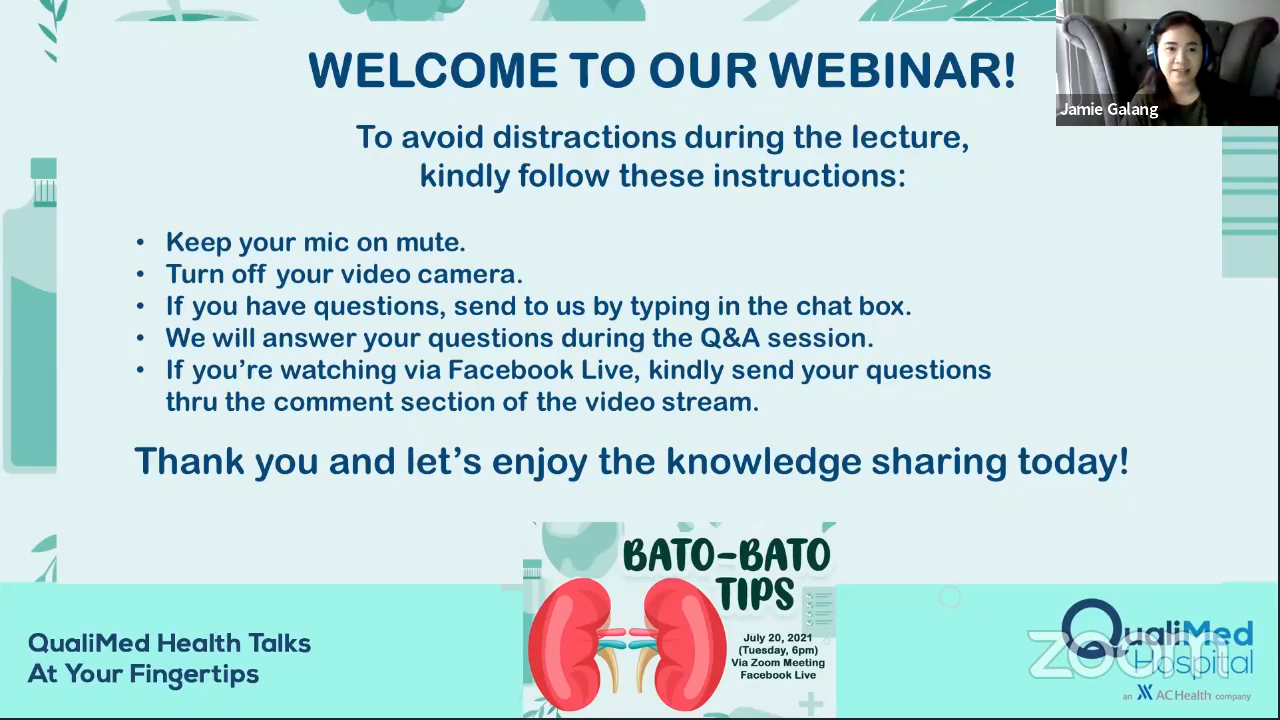 WELCOME TO OUR WEBINAR!
Jamie Galang
To avoid distractions during the lecture,
kindly follow these instructions:
• Keep your mic on mute.
• Turn off your video camera.
• If you have questions, send to us by typing in the chat box.
• We will answer your questions during the Q&A session.
• If you're watching via Facebook Live, kindly send your questions
thru the comment section of the video stream.
Thank you and let's enjoy the knowledge sharing today!
BATO-BATO
TIPS
July 20, 2021
(Tuesday, 6pm)
Via Zoom Meeting
Facebook Live
QualiMed Health Talks
At Your Fingertips
QualiMed
Hospital
zoom
an ACHealth company